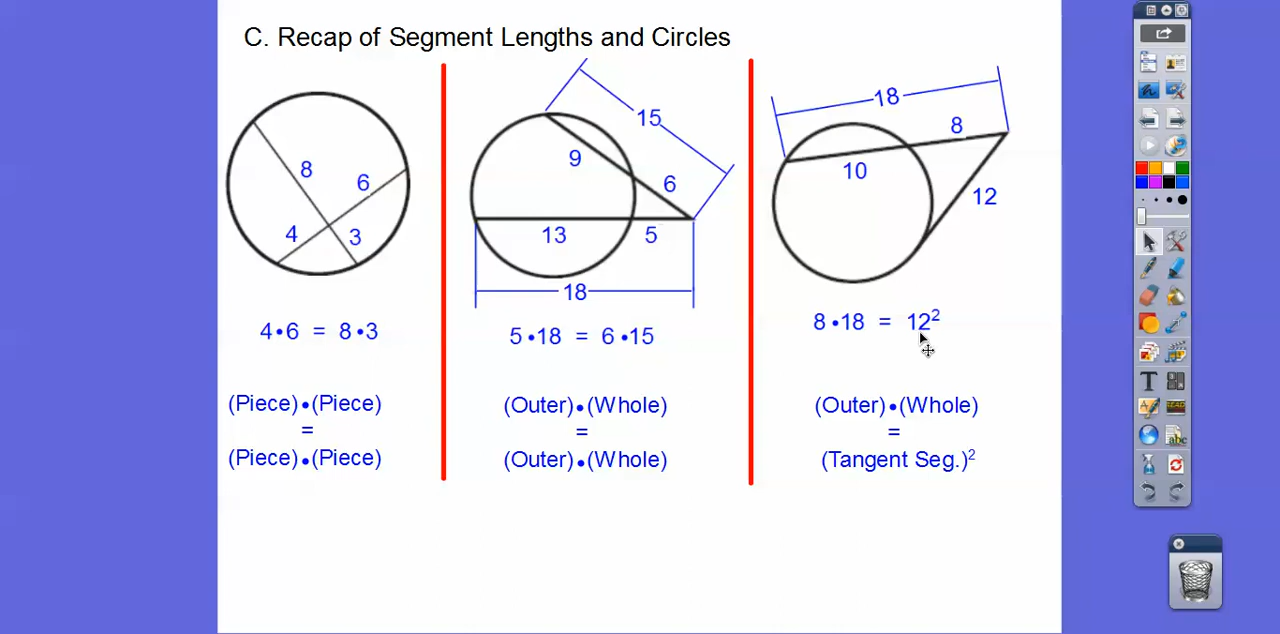 C. Recap of Segment Lengths and Circles
8
6
4
3
4•6 = 8•3
(Piece)•(Piece)
=
(Piece)•(Piece)
15
9
6
13
5
18
5•18 = 6•15
(Outer)•(Whole)
=
(Outer)•(Whole)
18
8
10
12
8•18 = 12²
(Outer)•(Whole)
=
(Tangent Seg.)²
T
abc